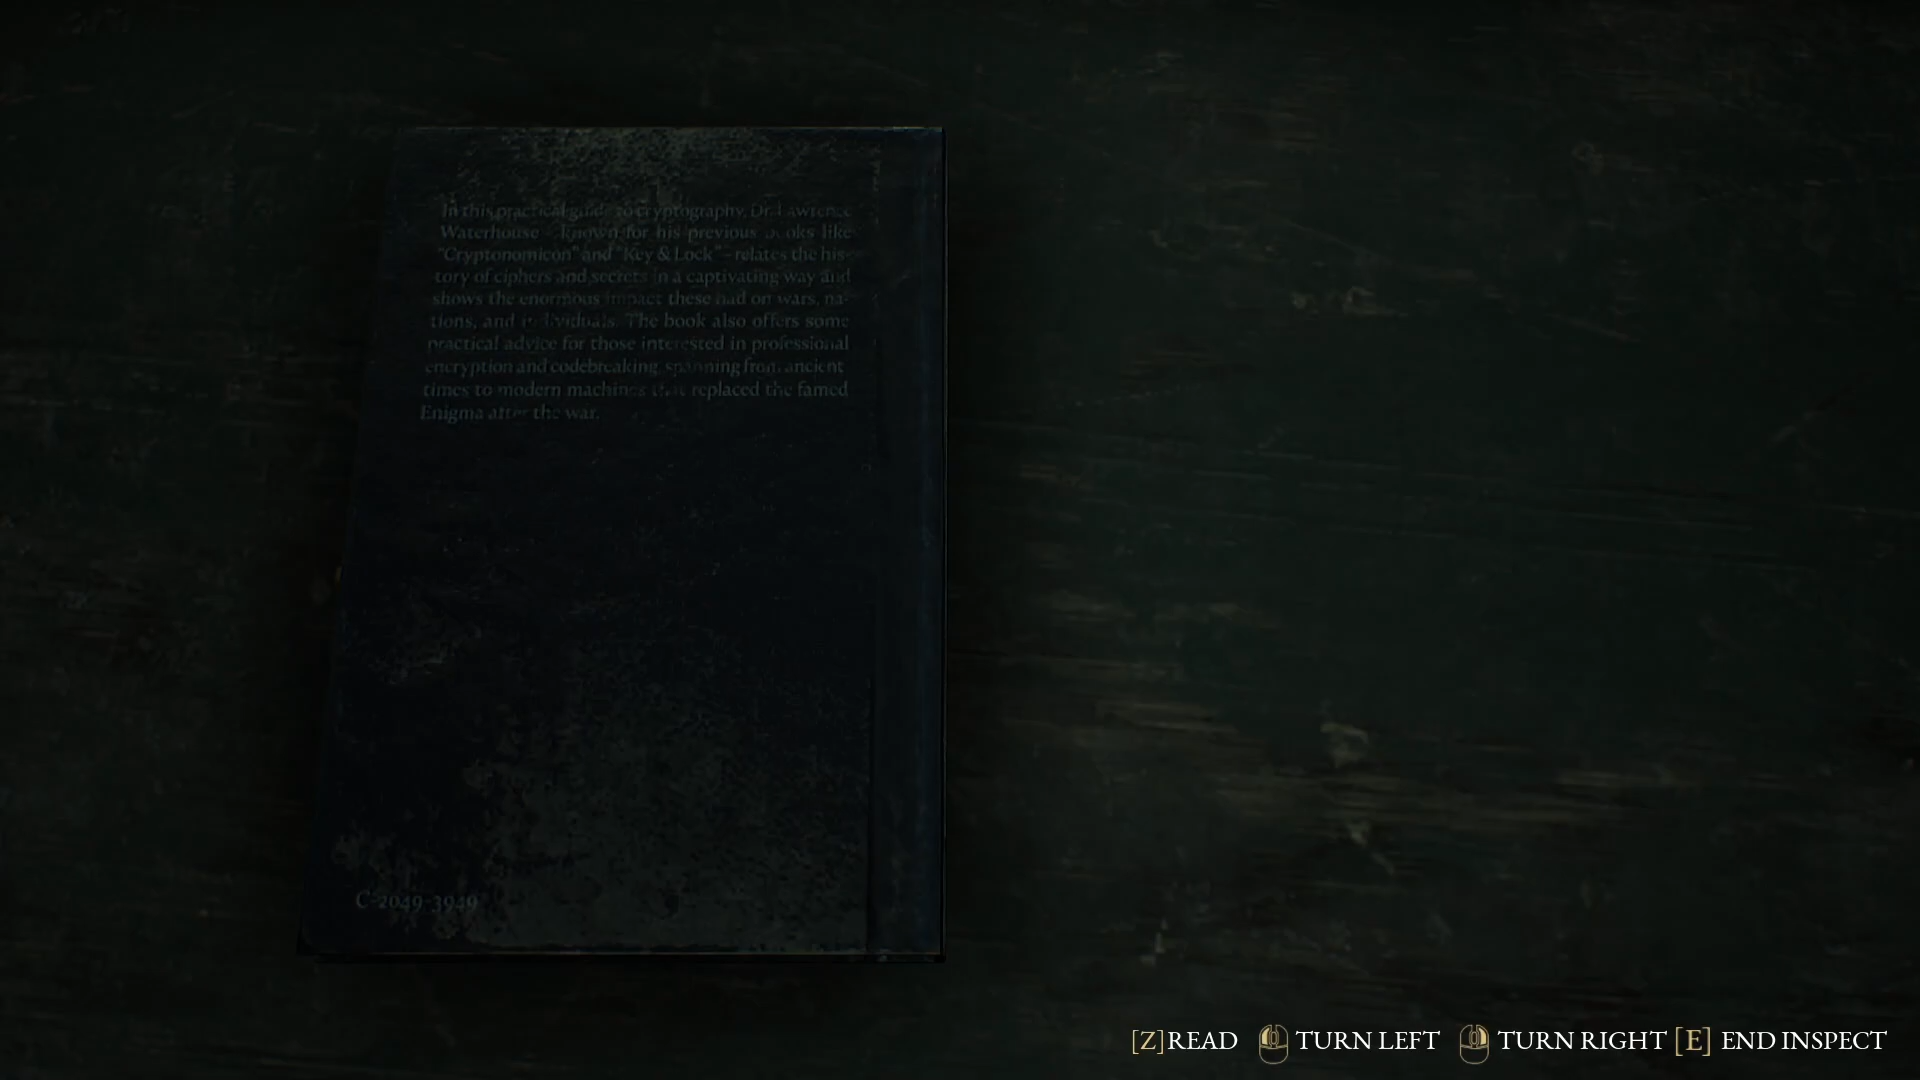 In this practical guide to cryptography, Dr. Lawrence
Waterhouse - known for his previous books like
"Cryptonomicon" and "Key & Lock" - relates the his-
tory of ciphers and secrets in a captivating way and
shows the enormous impact these had on wars, na-
tions, and individuals. The book also offers some
practical advice for those interested in professional
encryption and codebreaking, spanning from ancient
times to modern machines that replaced the famed
Enigma after the war.
C-2049-3949
[Z] READ TURN LEFT TURN RIGHT [E] END INSPECT